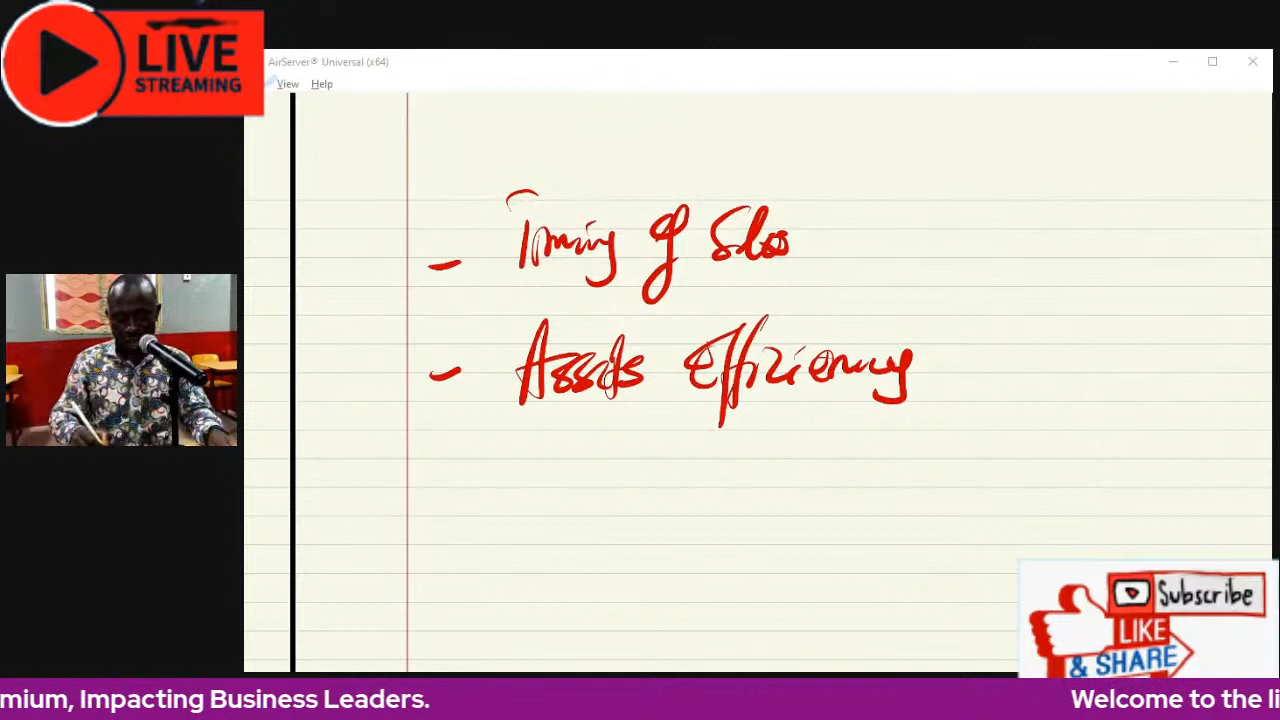 LIVE
STREAMING
AirServer® Universal (x64)
View Help
Timing of Sales
- Assets Efficiency
Subscribe
LIKE
& SHARE
mium, Impacting Business Leaders.
Welcome to the li